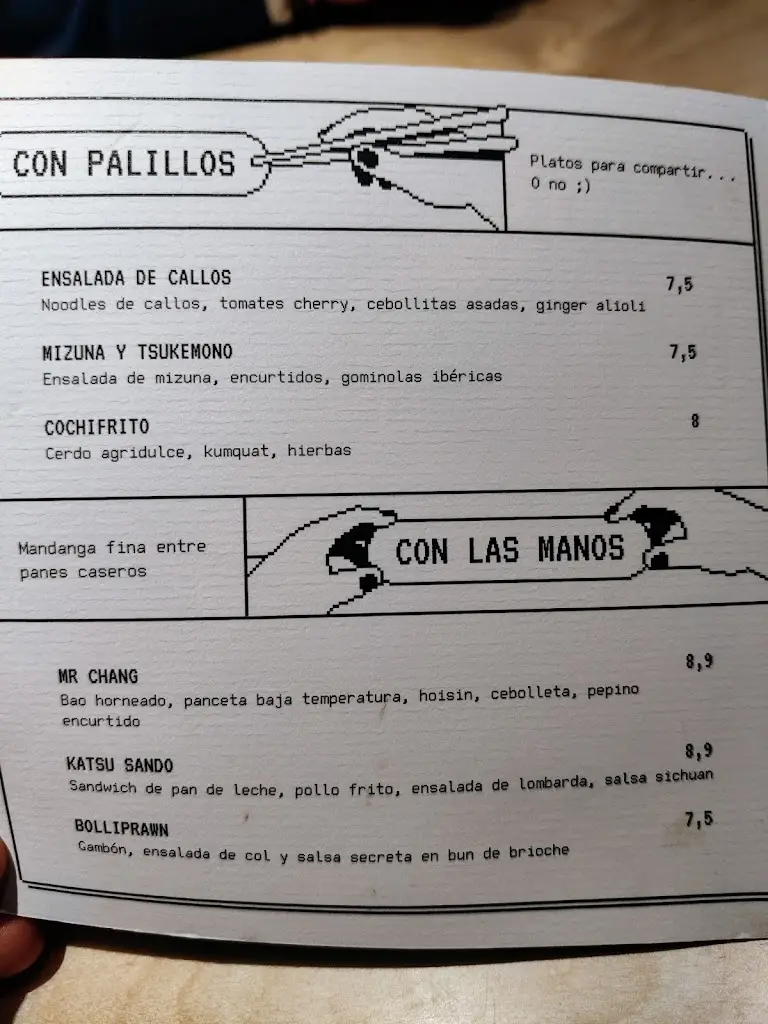 CON PALILLOS
Platos para compartir...
O no ;)
ENSALADA DE CALLOS 7,5
Noodles de callos, tomates cherry, cebollitas asadas, ginger alioli
MIZUNA Y TSUKEMONO 7,5
Ensalada de mizuna, encurtidos, gominolas ibéricas
COCHIFRITO 8
Cerdo agridulce, kumquat, hierbas
Mandanga fina entre
panes caseros
CON LAS MANOS
MR CHANG 8,9
Bao horneado, panceta baja temperatura, hoisin, cebolleta, pepino
encurtido
KATSU SANDO 8,9
Sandwich de pan de leche, pollo frito, ensalada de lombarda, salsa sichuan
BOLLIPRAWN 7,5
Gambón, ensalada de col y salsa secreta en bun de brioche